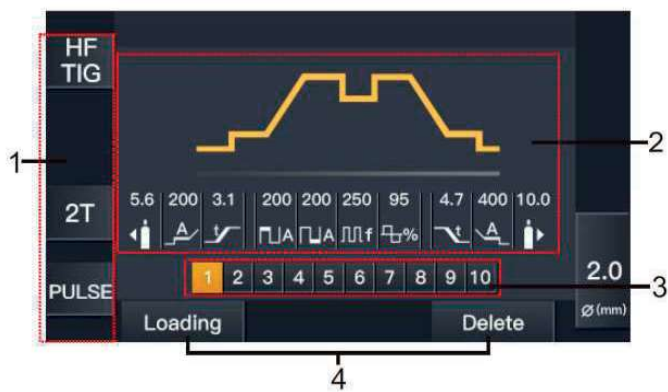 HF
TIG
1
2
5.6 200 3.1 200 200 250 95 4.7 400 10.0
A t A A f % t A
2T
1 2 3 4 5 6 7 8 9 10
3
PULSE
2.0
Ø (mm)
Loading
Delete
4